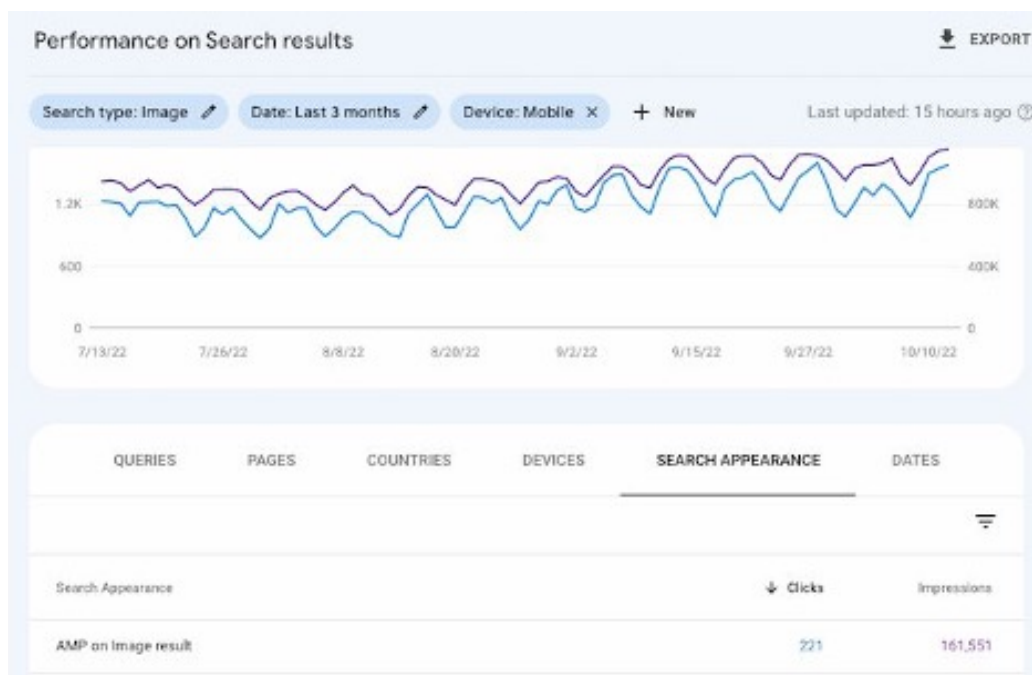 Performance on Search results
EXPORT
Search type: Image
Date: Last 3 months
Device: Mobile
+ New
Last updated: 15 hours ago
1.2K
800K
600
400K
0
0
7/13/22
7/26/22
8/8/22
8/20/22
9/2/22
9/15/22
9/27/22
10/10/22
QUERIES
PAGES
COUNTRIES
DEVICES
SEARCH APPEARANCE
DATES
Search Appearance
Clicks
Impressions
AMP on Image result
221
161,551